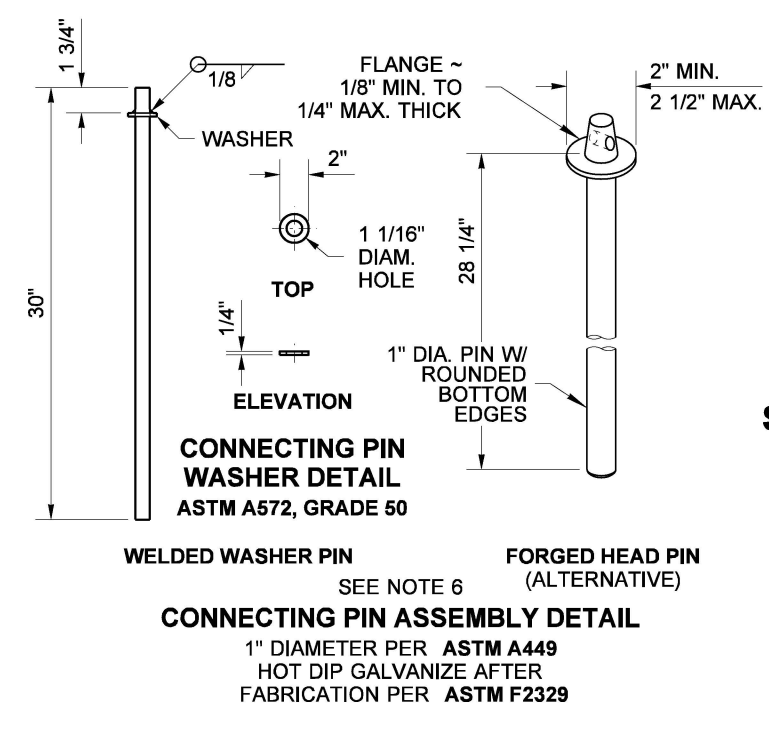 1 3/4"
1/8
WASHER
30"
2"
1 1/16"
DIAM.
HOLE
TOP
1/4"
ELEVATION
CONNECTING PIN
WASHER DETAIL
ASTM A572, GRADE 50
WELDED WASHER PIN
FLANGE ~
1/8" MIN. TO
1/4" MAX. THICK
2" MIN.
2 1/2" MAX.
28 1/4"
1" DIA. PIN W/
ROUNDED
BOTTOM
EDGES
FORGED HEAD PIN
(ALTERNATIVE)
SEE NOTE 6
CONNECTING PIN ASSEMBLY DETAIL
1" DIAMETER PER ASTM A449
HOT DIP GALVANIZE AFTER
FABRICATION PER ASTM F2329